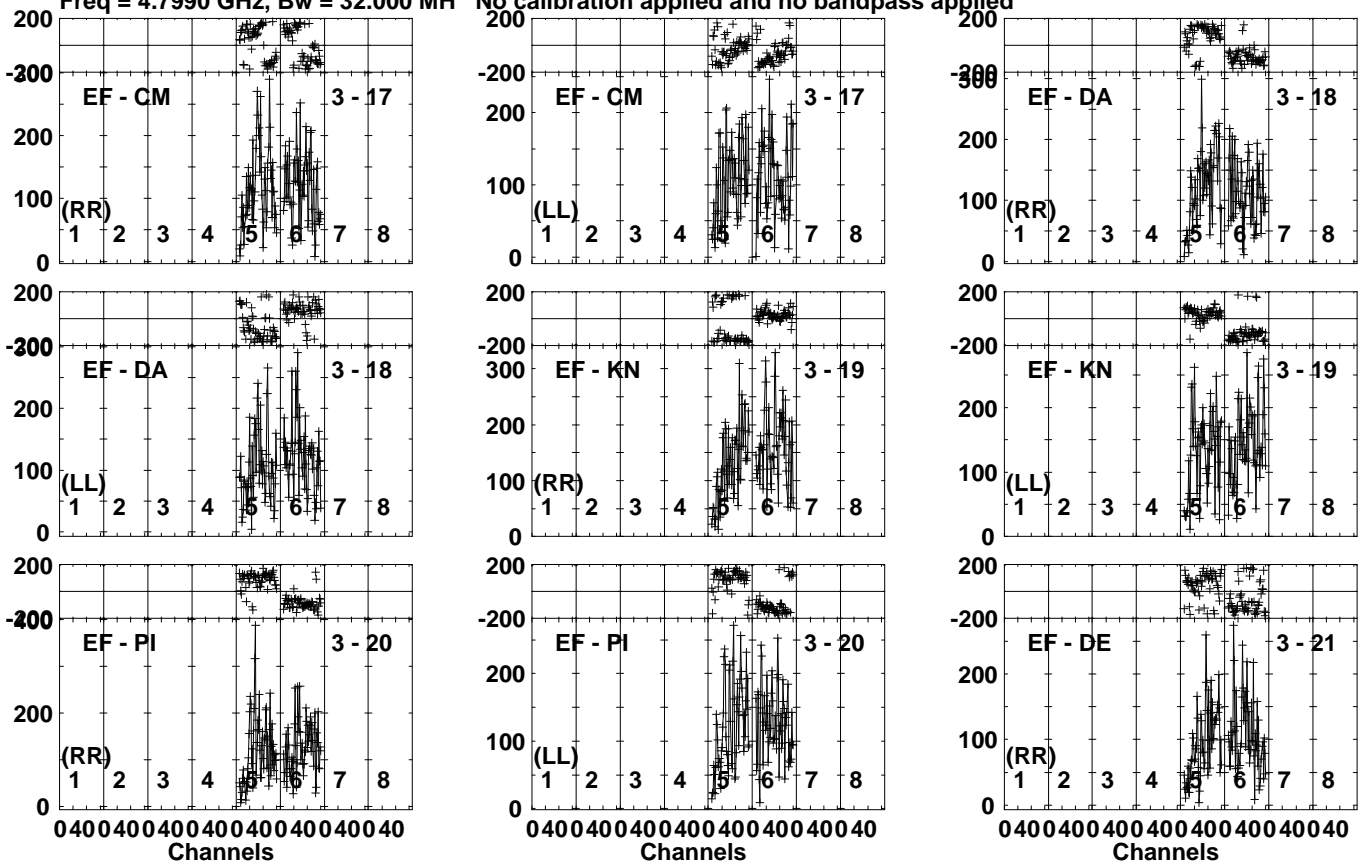 Freq = 4.7990 GHz, Bw = 32.000 MH No calibration applied and no bandpass applied
200 200 200
-200 -200 -200
300
EF - CM 3 - 17 EF - CM 3 - 17 EF - DA 3 - 18
200 200 200
100 100 100
(RR) (LL) (RR)
1 2 3 4 5 6 7 8 1 2 3 4 5 6 7 8 1 2 3 4 5 6 7 8
0 0 0
200 200 200
-200 -200 -200
300
EF - DA 3 - 18 EF - KN 3 - 19 EF - KN 3 - 19
300
200 200 200
100 100 100
(LL) (RR) (LL)
1 2 3 4 5 6 7 8 1 2 3 4 5 6 7 8 1 2 3 4 5 6 7 8
0 0 0
200 200 200
-200 -200 -200
400
EF - PI 3 - 20 EF - PI 3 - 20 EF - DE 3 - 21
200 200 200
100 100
(RR) (LL) (RR)
1 2 3 4 5 6 7 8 1 2 3 4 5 6 7 8 1 2 3 4 5 6 7 8
0 0 0
0 40 0 40 0 40 0 40 0 40 0 40 0 40 0 40 0 40 0 40 0 40 0 40 0 40 0 40 0 40 0 40 0 40 0 40 0 40 0 40 0 40 0 40 0 40 0 40
Channels Channels Channels